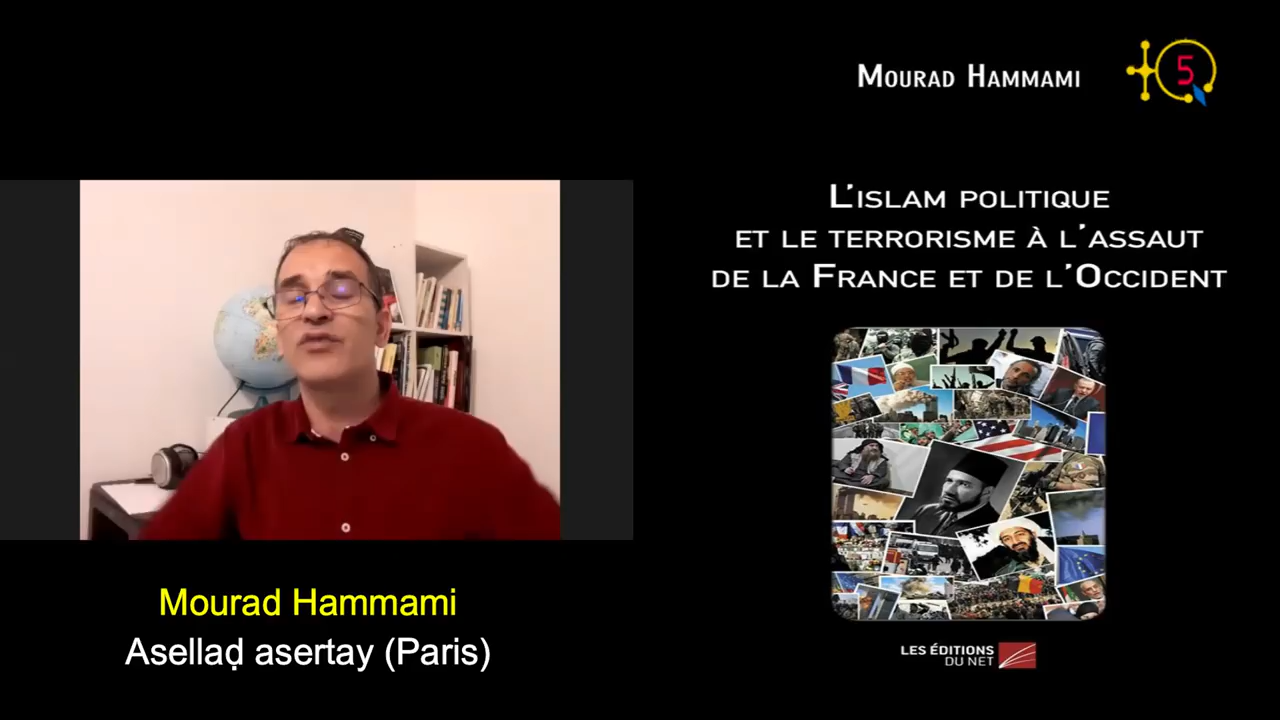 MOURAD HAMMAMI
5
L'ISLAM POLITIQUE
ET LE TERRORISME À L'ASSAUT
DE LA FRANCE ET DE L'OCCIDENT
LES ÉDITIONS
DU NET
Mourad Hammami
Asellaḍ asertay (Paris)